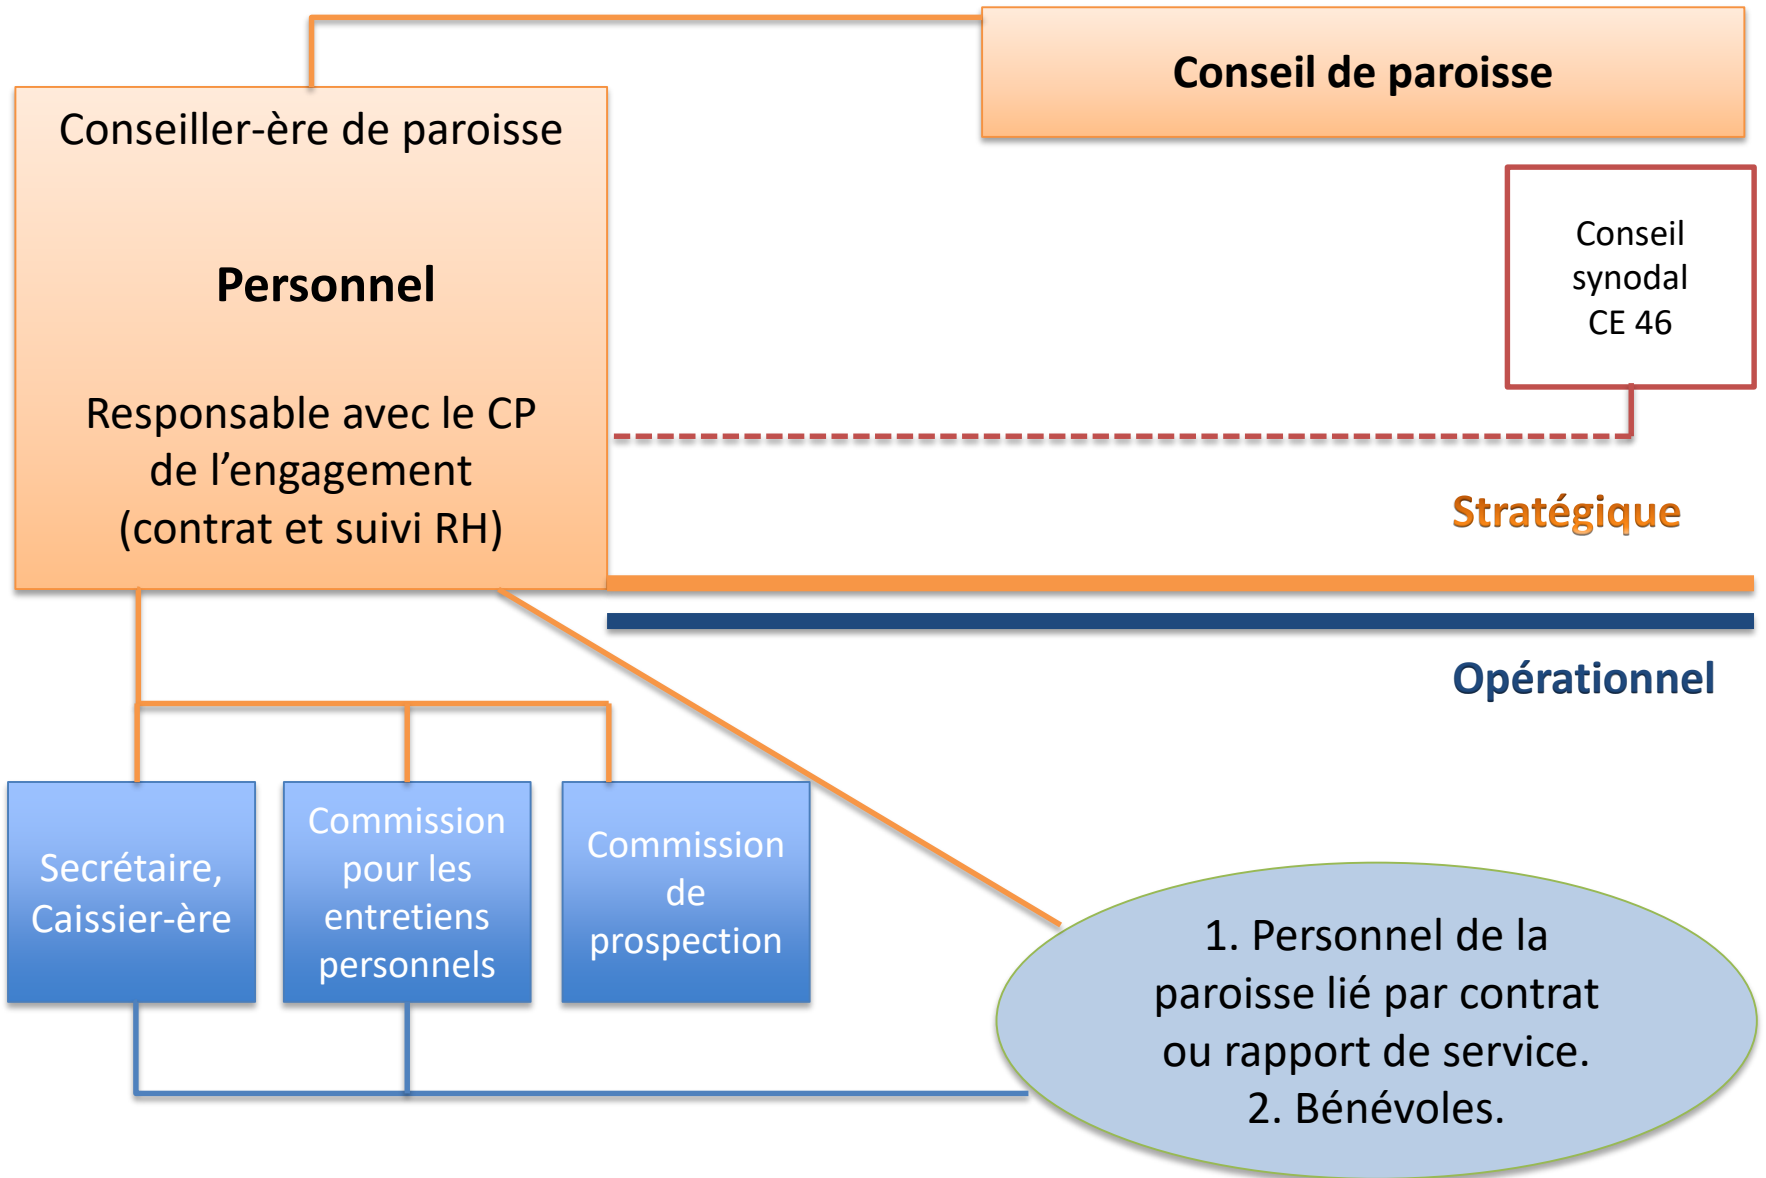 Conseil de paroisse
Conseiller-ère de paroisse
Personnel
Responsable avec le CP
de l’engagement
(contrat et suivi RH)
Conseil
synodal
CE 46
Stratégique
Opérationnel
Secrétaire,
Caissier-ère
Commission
pour les
entretiens
personnels
Commission
de
prospection
1. Personnel de la
paroisse lié par contrat
ou rapport de service.
2. Bénévoles.